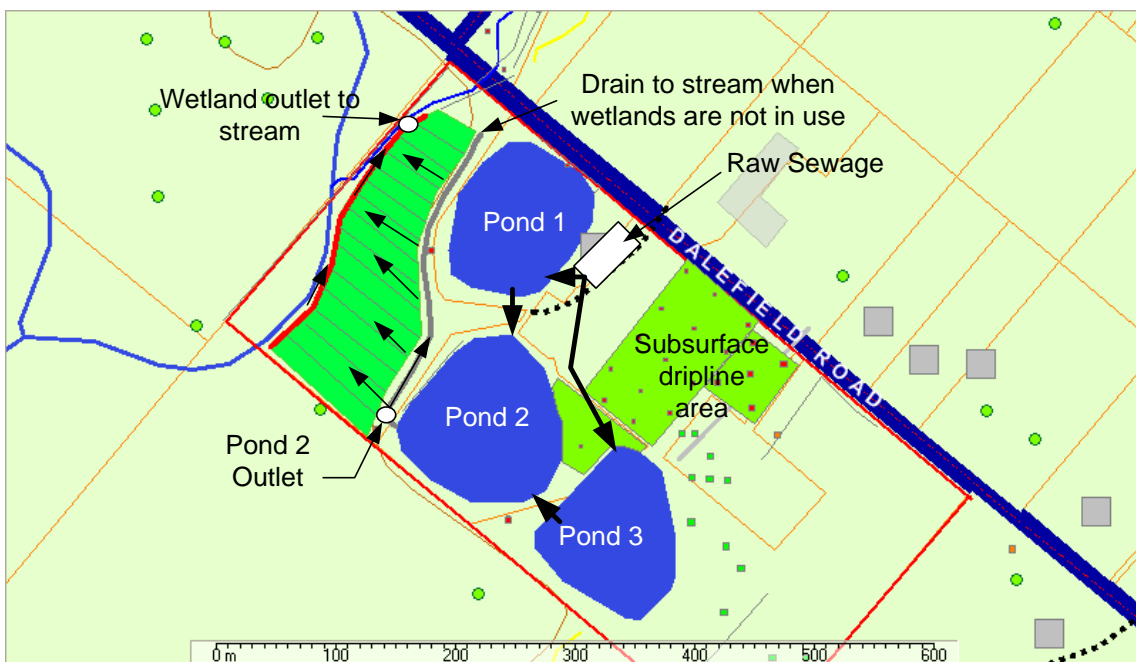 Wetland outlet to
stream
Drain to stream when
wetlands are not in use
Raw Sewage
Pond 1
DALEFIELD ROAD
Subsurface
dripline
area
Pond 2
Pond 2
Outlet
Pond 3
0 m 100 200 300 400 500 600